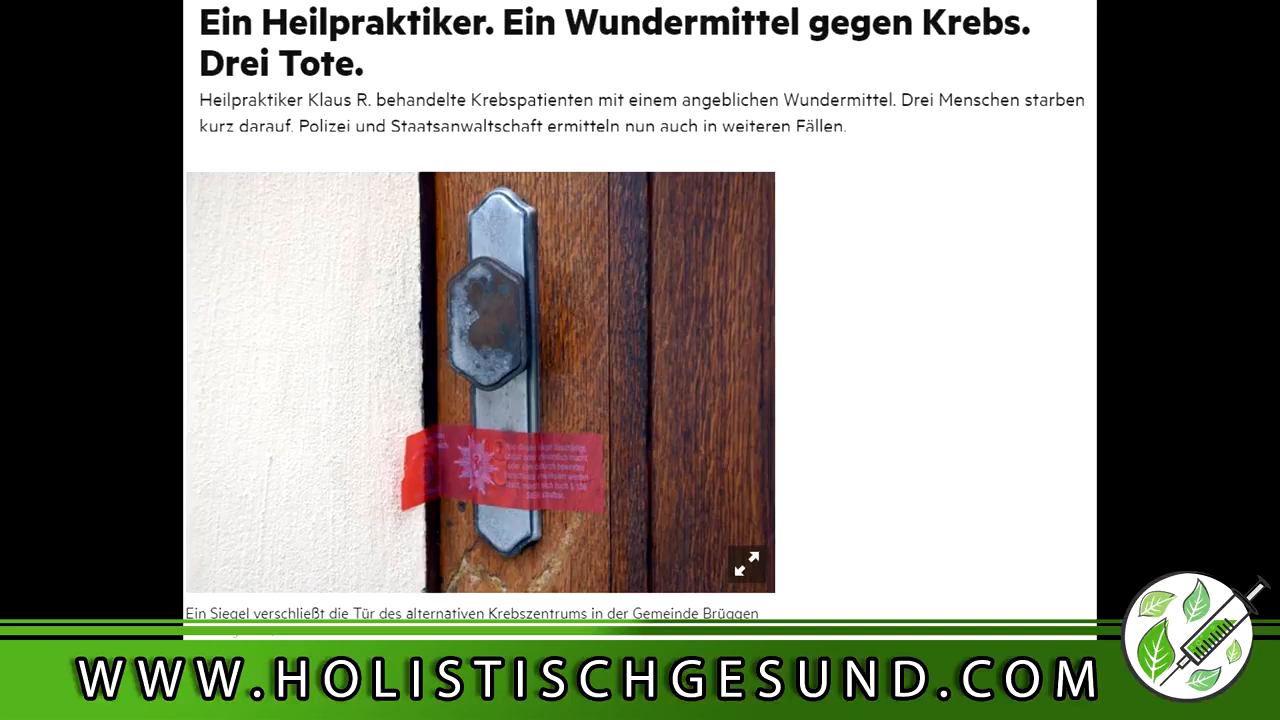 Ein Heilpraktiker. Ein Wundermittel gegen Krebs.
Drei Tote.
Heilpraktiker Klaus R. behandelte Krebspatienten mit einem angeblichen Wundermittel. Drei Menschen starben
kurz darauf. Polizei und Staatsanwaltschaft ermitteln nun auch in weiteren Fällen.
Ein Siegel verschließt die Tür des alternativen Krebszentrums in der Gemeinde Brüggen
WWW.HOLISTISCHGESUND.COM